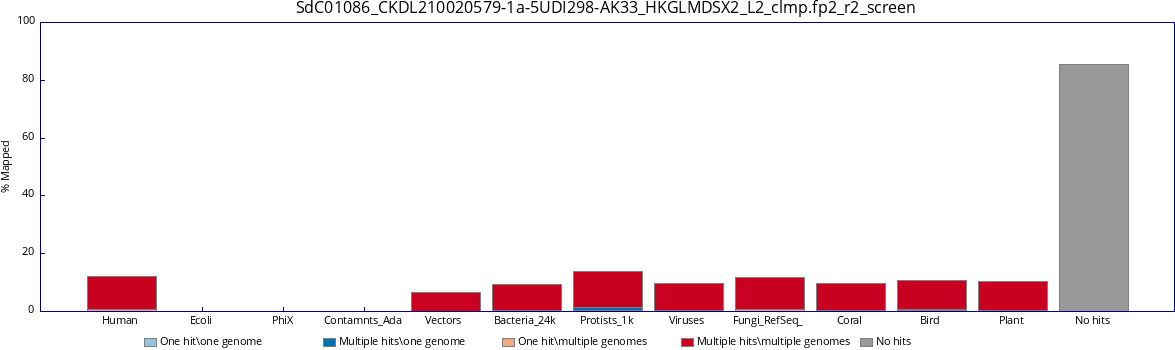 SdC01086_CKDL210020579-1a-5UDI298-AK33_HKGLMDSX2_L2_clmp.fp2_r2_screen
100
80
60
40
20
0
% Mapped
Human Ecoli PhiX Contamnts_Ada Vectors Bacteria_24k Protists_1k Viruses Fungi_RefSeq_ Coral Bird Plant No hits
One hit\one genome Multiple hits\one genome One hit\multiple genomes Multiple hits\multiple genomes No hits